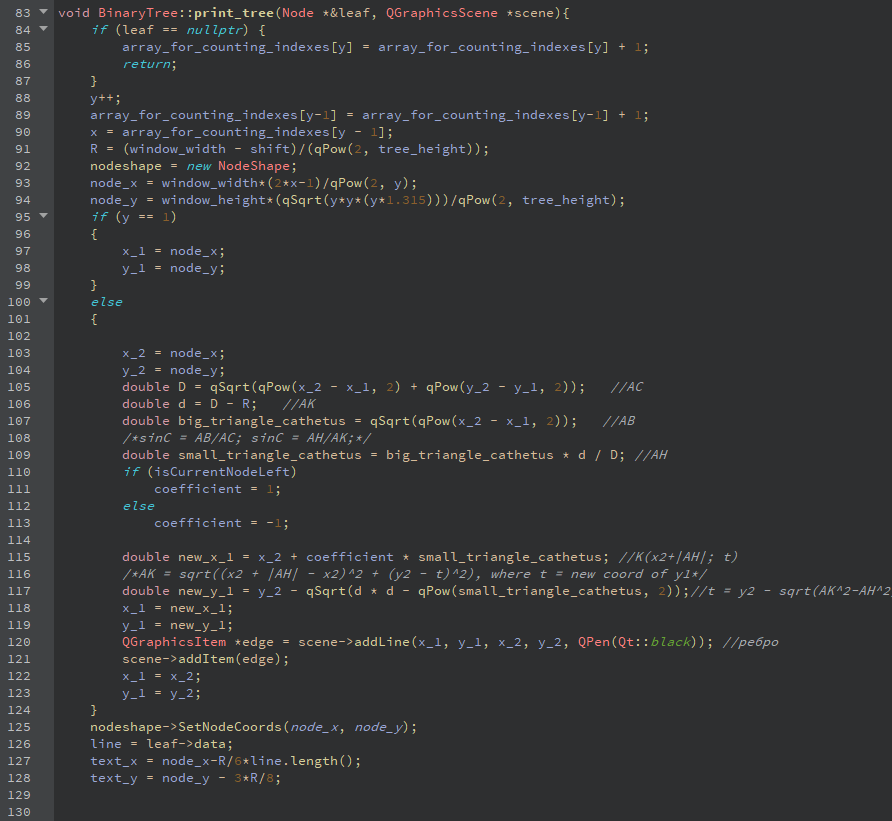 83 void BinaryTree::print_tree(Node *&leaf, QGraphicsScene *scene){
84 if (leaf == nullptr) {
85 array_for_counting_indexes[y] = array_for_counting_indexes[y] + 1;
86 return;
87 }
88 y++;
89 array_for_counting_indexes[y-1] = array_for_counting_indexes[y-1] + 1;
90 x = array_for_counting_indexes[y - 1];
91 R = (window_width - shift)/(qPow(2, tree_height));
92 nodeshape = new NodeShape;
93 node_x = window_width*(2*x-1)/qPow(2, y);
94 node_y = window_height*(qSqrt(y*y*(y*1.315)))/qPow(2, tree_height);
95 if (y == 1)
96 {
97 x_1 = node_x;
98 y_1 = node_y;
99 }
100 else
101 {
102
103 x_2 = node_x;
104 y_2 = node_y;
105 double D = qSqrt(qPow(x_2 - x_1, 2) + qPow(y_2 - y_1, 2)); //AC
106 double d = D - R; //AK
107 double big_triangle_cathetus = qSqrt(qPow(x_2 - x_1, 2)); //AB
108 /*sinC = AB/AC; sinC = AH/AK;*/
109 double small_triangle_cathetus = big_triangle_cathetus * d / D; //AH
110 if (isCurrentNodeLeft)
111 coefficient = 1;
112 else
113 coefficient = -1;
114
115 double new_x_1 = x_2 + coefficient * small_triangle_cathetus; //K(x2+|AH|; t)
116 /*AK = sqrt((x2 + |AH| - x2)^2 + (y2 - t)^2), where t = new coord of y1*/
117 double new_y_1 = y_2 - qSqrt(d * d - qPow(small_triangle_cathetus, 2));//t = y2 - sqrt(AK^2-AH^2
118 x_1 = new_x_1;
119 y_1 = new_y_1;
120 QGraphicsItem *edge = scene->addLine(x_1, y_1, x_2, y_2, QPen(Qt::black)); //ребро
121 scene->addItem(edge);
122 x_1 = x_2;
123 y_1 = y_2;
124 }
125 nodeshape->SetNodeCoords(node_x, node_y);
126 line = leaf->data;
127 text_x = node_x-R/6*line.length();
128 text_y = node_y - 3*R/8;
129
130